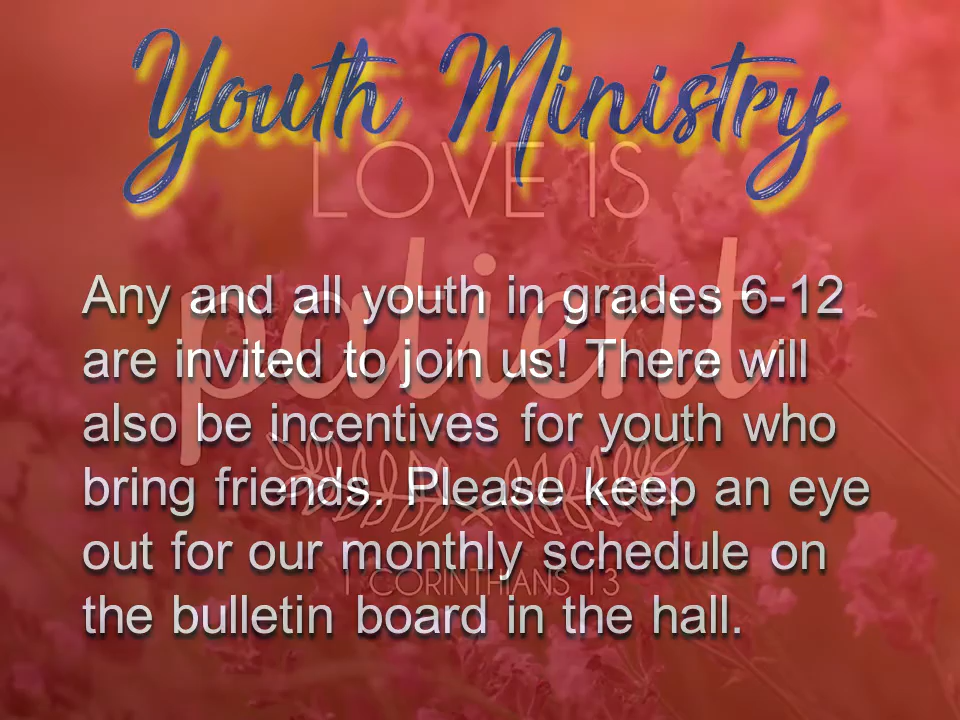 Youth Ministry
LOVE IS
patient
Any and all youth in grades 6-12
are invited to join us! There will
also be incentives for youth who
bring friends. Please keep an eye
out for our monthly schedule on
the bulletin board in the hall.
1 CORINTHIANS 13